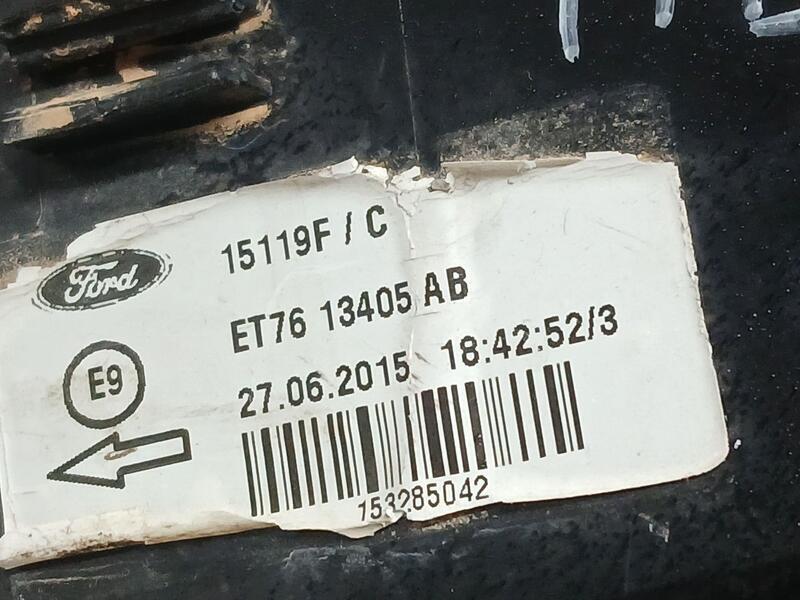 15119F / C
Ford
ET76 13405 AB
E9
27.06.2015 18:42:52/3
153285042